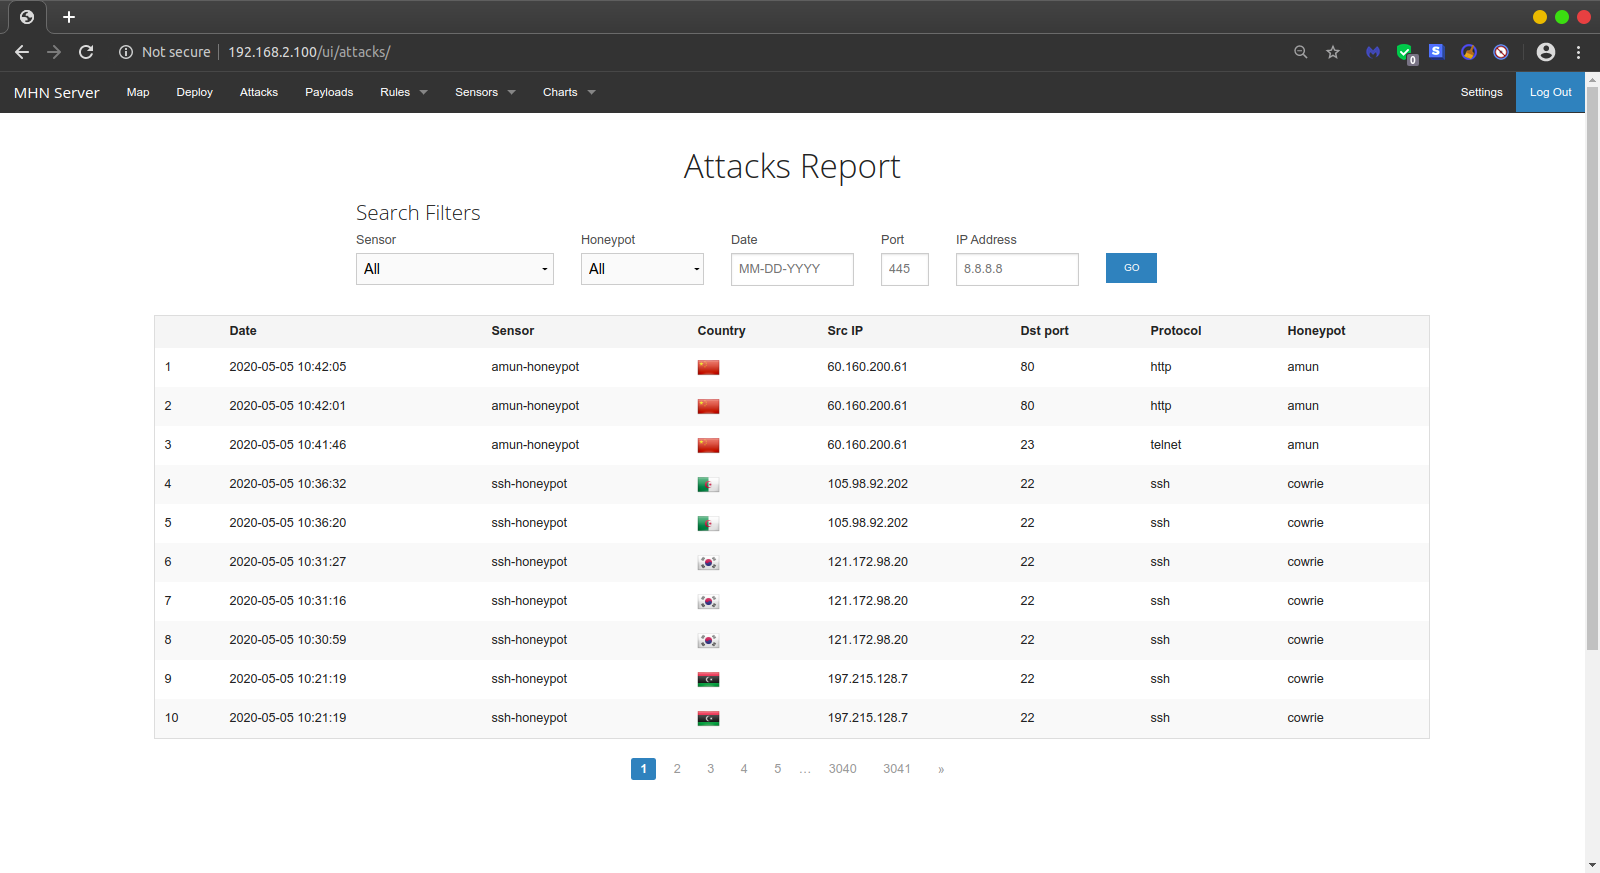 Not secure 192.168.2.100/ui/attacks/
S 0
MHN Server Map Deploy Attacks Payloads Rules Sensors Charts Settings Log Out
Attacks Report
Search Filters
Sensor Honeypot Date Port IP Address
All All MM-DD-YYYY 445 8.8.8.8 GO
Date Sensor Country Src IP Dst port Protocol Honeypot
1 2020-05-05 10:42:05 amun-honeypot 60.160.200.61 80 http amun
2 2020-05-05 10:42:01 amun-honeypot 60.160.200.61 80 http amun
3 2020-05-05 10:41:46 amun-honeypot 60.160.200.61 23 telnet amun
4 2020-05-05 10:36:32 ssh-honeypot 105.98.92.202 22 ssh cowrie
5 2020-05-05 10:36:20 ssh-honeypot 105.98.92.202 22 ssh cowrie
6 2020-05-05 10:31:27 ssh-honeypot 121.172.98.20 22 ssh cowrie
7 2020-05-05 10:31:16 ssh-honeypot 121.172.98.20 22 ssh cowrie
8 2020-05-05 10:30:59 ssh-honeypot 121.172.98.20 22 ssh cowrie
9 2020-05-05 10:21:19 ssh-honeypot 197.215.128.7 22 ssh cowrie
10 2020-05-05 10:21:19 ssh-honeypot 197.215.128.7 22 ssh cowrie
1 2 3 4 5 … 3040 3041 »